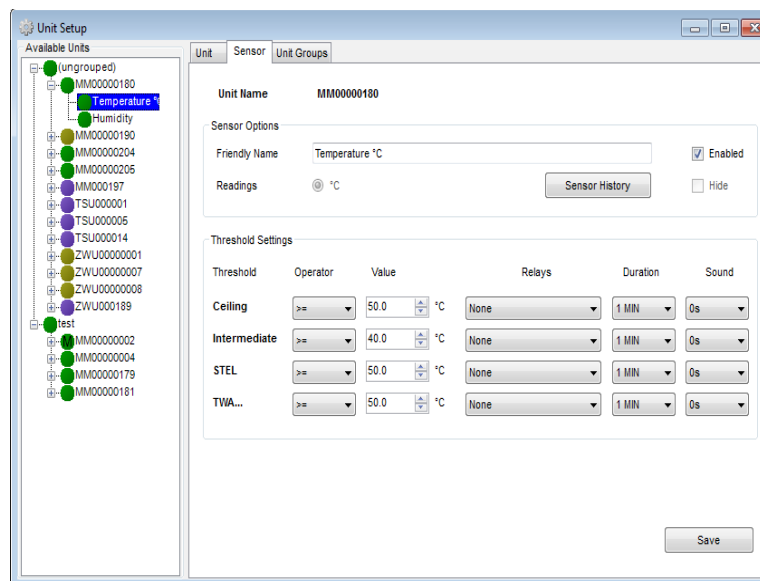 Unit Setup
Available Units
(ungrouped)
MM00000180
Temperature °C
Humidity
MM00000190
MM00000204
MM00000205
MM000197
TSU000001
TSU000005
TSU000014
ZWU00000001
ZWU00000007
ZWU00000008
ZWU000189
test
MM00000002
MM00000004
MM00000179
MM00000181
Unit Sensor Unit Groups
Unit Name MM00000180
Sensor Options
Friendly Name Temperature °C Enabled
Readings °C Sensor History Hide
Threshold Settings
Threshold Operator Value Relays Duration Sound
Ceiling >= 50.0 °C None 1 MIN 0s
Intermediate >= 40.0 °C None 1 MIN 0s
STEL >= 50.0 °C None 1 MIN 0s
TWA... >= 50.0 °C None 1 MIN 0s
Save